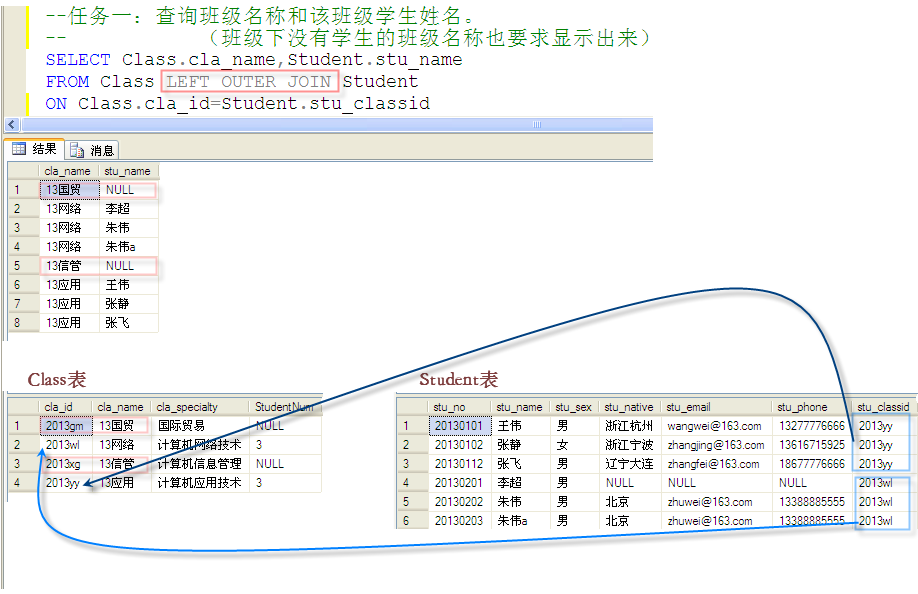 --任务一：查询班级名称和该班级学生姓名。
-- （班级下没有学生的班级名称也要求显示出来）
SELECT Class.cla_name,Student.stu_name
FROM Class LEFT OUTER JOIN Student
ON Class.cla_id=Student.stu_classid
结果 消息
cla_name stu_name
1 13国贸 NULL
2 13网络 李超
3 13网络 朱伟
4 13网络 朱伟a
5 13信管 NULL
6 13应用 王伟
7 13应用 张静
8 13应用 张飞
Class表
cla_id cla_name cla_specialty StudentNum
1 2013gm 13国贸 国际贸易 NULL
2 2013wl 13网络 计算机网络技术 3
3 2013xg 13信管 计算机信息管理 NULL
4 2013yy 13应用 计算机应用技术 3
Student表
stu_no stu_name stu_sex stu_native stu_email stu_phone stu_classid
1 20130101 王伟 男 浙江杭州 wangwei@163.com 13277776666 2013yy
2 20130102 张静 女 浙江宁波 zhangjing@163.com 13616715925 2013yy
3 20130112 张飞 男 辽宁大连 zhangfei@163.com 18677776666 2013yy
4 20130201 李超 男 NULL NULL NULL 2013wl
5 20130202 朱伟 男 北京 zhuwei@163.com 13388885555 2013wl
6 20130203 朱伟a 男 北京 zhuwei@163.com 13388885555 2013wl